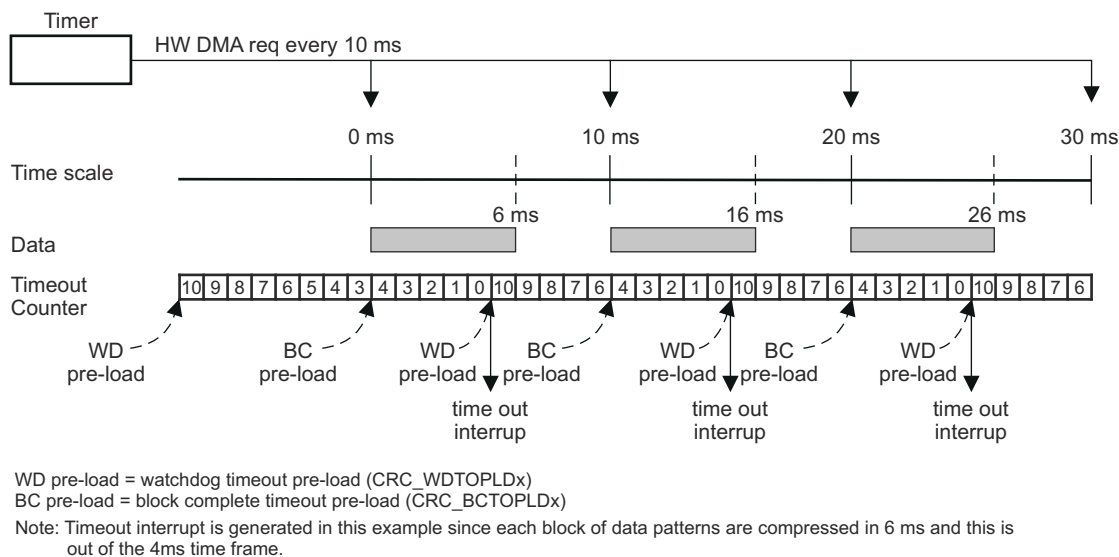 Timer
HW DMA req every 10 ms
0 ms 10 ms 20 ms 30 ms
Time scale
6 ms 16 ms 26 ms
Data
Timeout
Counter
10 9 8 7 6 5 4 3 4 3 2 1 0 10 9 8 7 6 4 3 2 1 0 10 9 8 7 6 4 3 2 1 0 10 9 8 7 6
WD BC WD BC WD BC WD
pre-load pre-load pre-load pre-load pre-load pre-load pre-load
time out time out time out
interrup interrup interrup
WD pre-load = watchdog timeout pre-load (CRC_WDTOPLDx)
BC pre-load = block complete timeout pre-load (CRC_BCTOPLDx)
Note: Timeout interrupt is generated in this example since each block of data patterns are compressed in 6 ms and this is
out of the 4ms time frame.